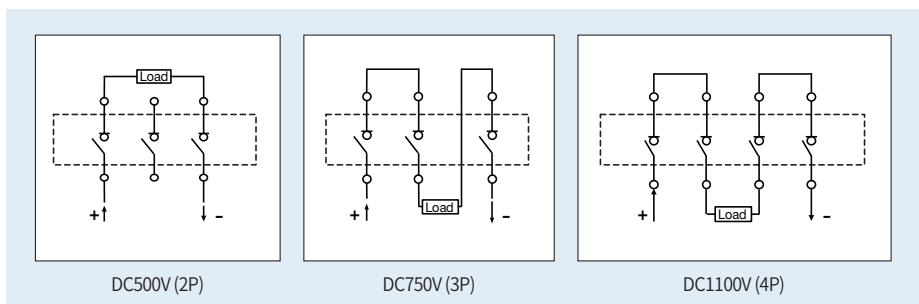 Load
+ -
DC500V (2P)
Load
+ -
DC750V (3P)
Load
+ -
DC1100V (4P)